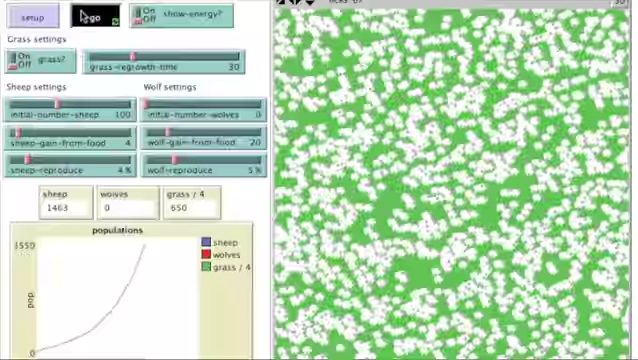 setup
go
On
Off
show-energy?
Grass settings
On
Off
grass?
grass-regrowth-time 30
Sheep settings
Wolf settings
initial-number-sheep 100
initial-number-wolves 0
sheep-gain-from-food 4
wolf-gain-from-food 20
sheep-reproduce 4 %
wolf-reproduce 5 %
sheep
1463
wolves
0
grass / 4
650
populations
1550
pop.
0
sheep
wolves
grass / 4